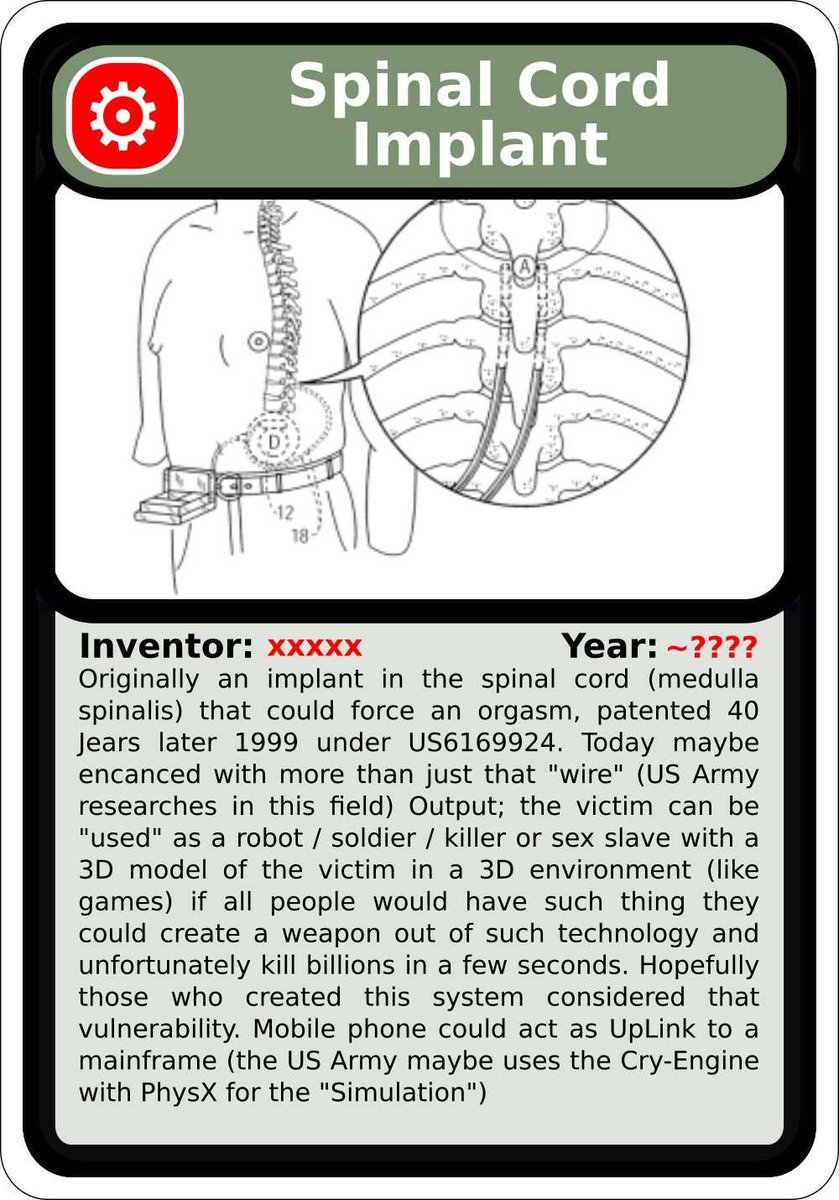 Spinal Cord
Implant
A
D
12
18
Inventor: xxxxx Year: ~????
Originally an implant in the spinal cord (medulla
spinalis) that could force an orgasm, patented 40
Jears later 1999 under US6169924. Today maybe
encanced with more than just that "wire" (US Army
researches in this field) Output; the victim can be
"used" as a robot / soldier / killer or sex slave with a
3D model of the victim in a 3D environment (like
games) if all people would have such thing they
could create a weapon out of such technology and
unfortunately kill billions in a few seconds. Hopefully
those who created this system considered that
vulnerability. Mobile phone could act as UpLink to a
mainframe (the US Army maybe uses the Cry-Engine
with PhysX for the "Simulation")